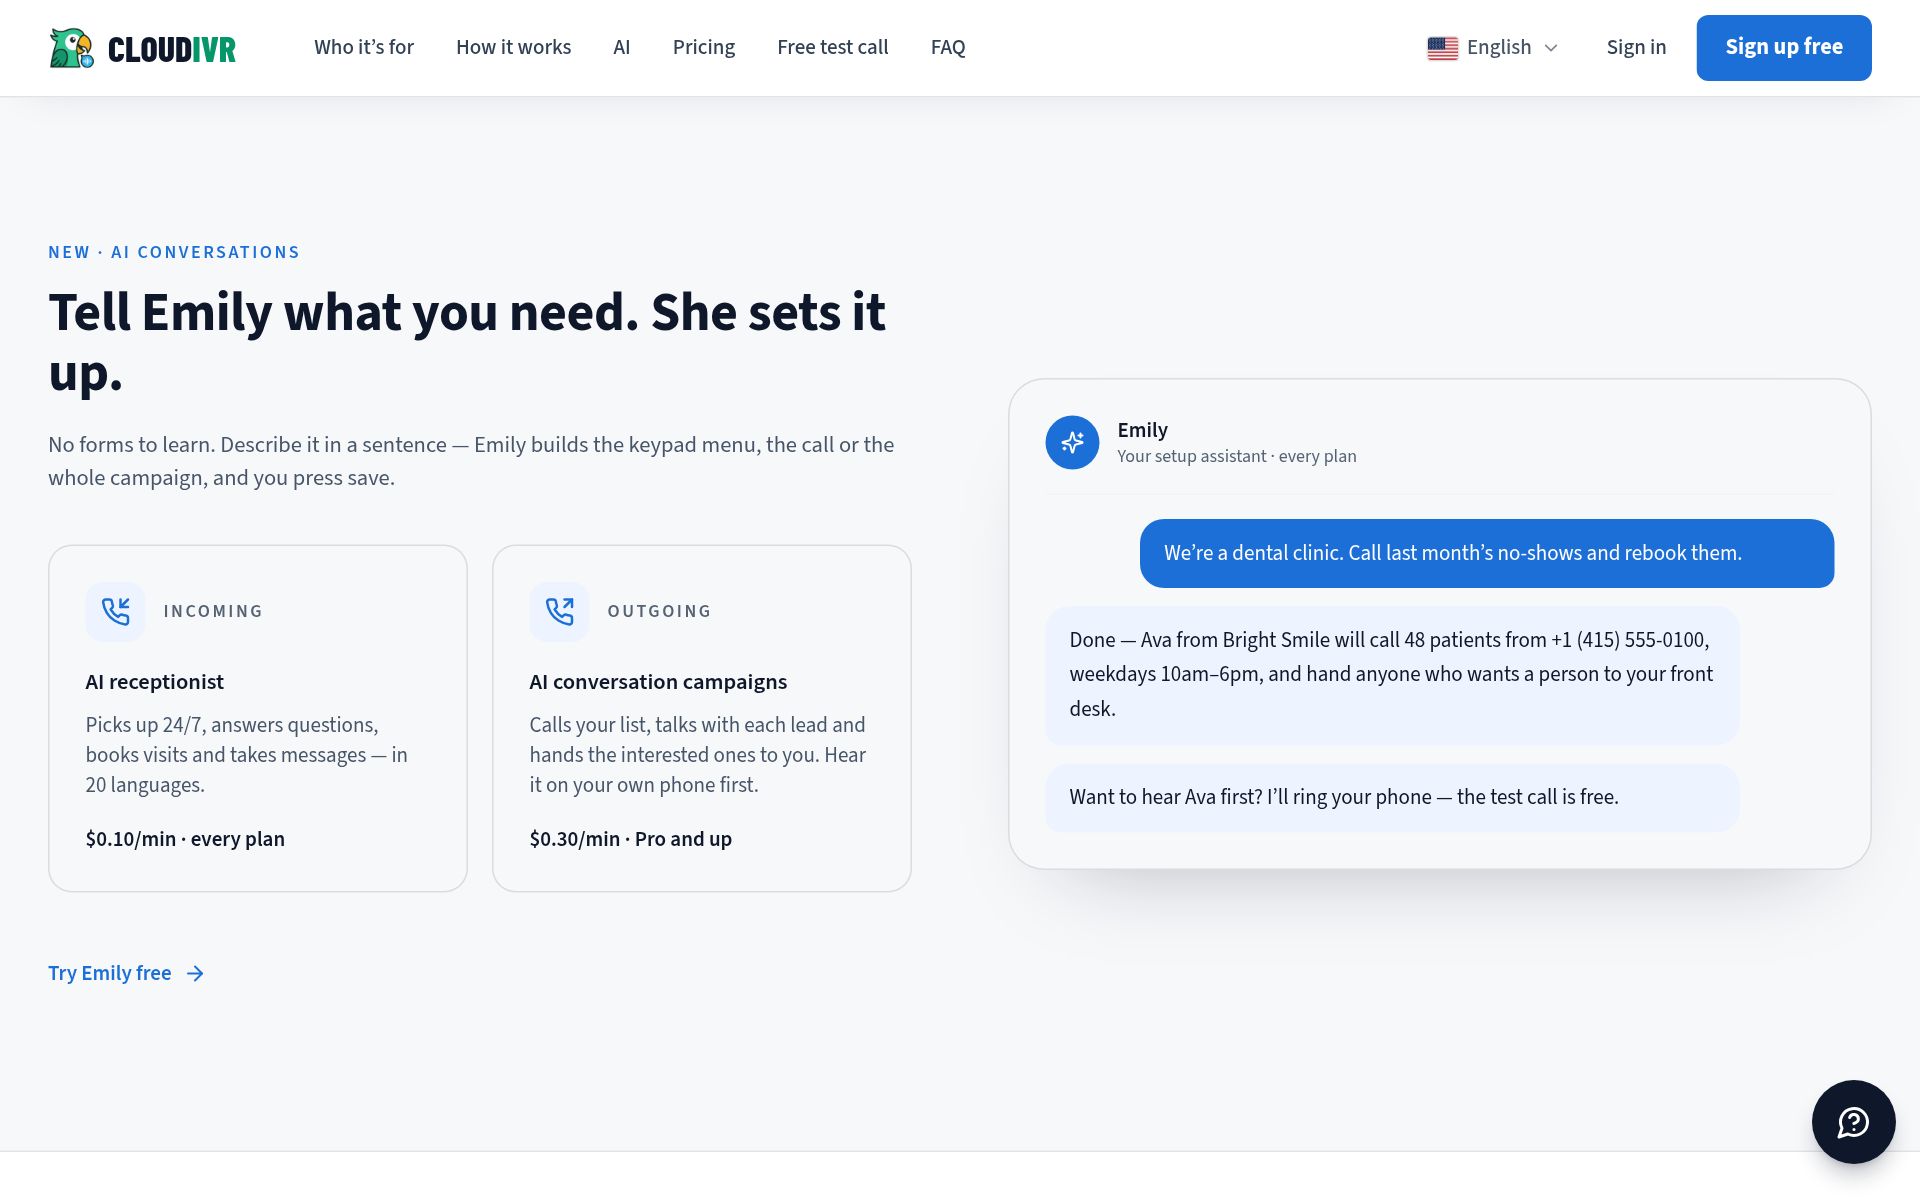 CLOUDIVR
Who it’s for
How it works
AI
Pricing
Free test call
FAQ
English
Sign in
Sign up free
NEW · AI CONVERSATIONS
Tell Emily what you need. She sets it
up.
No forms to learn. Describe it in a sentence — Emily builds the keypad menu, the call or the
whole campaign, and you press save.
INCOMING
AI receptionist
Picks up 24/7, answers questions,
books visits and takes messages — in
20 languages.
$0.10/min · every plan
OUTGOING
AI conversation campaigns
Calls your list, talks with each lead and
hands the interested ones to you. Hear
it on your own phone first.
$0.30/min · Pro and up
Try Emily free
Emily
Your setup assistant · every plan
We’re a dental clinic. Call last month’s no-shows and rebook them.
Done — Ava from Bright Smile will call 48 patients from +1 (415) 555-0100,
weekdays 10am–6pm, and hand anyone who wants a person to your front
desk.
Want to hear Ava first? I’ll ring your phone — the test call is free.